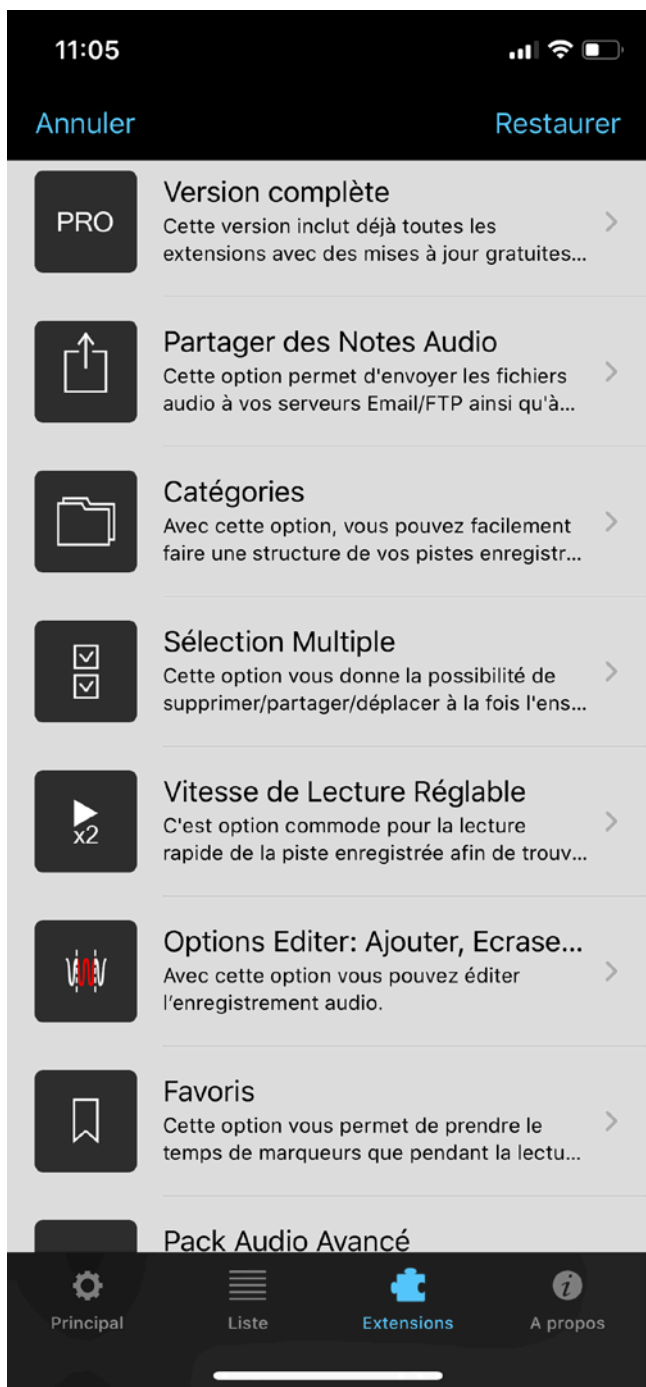 11:05
Annuler Restaurer
PRO
Version complète
Cette version inclut déjà toutes les
extensions avec des mises à jour gratuites...
Partager des Notes Audio
Cette option permet d'envoyer les fichiers
audio à vos serveurs Email/FTP ainsi qu'à...
Catégories
Avec cette option, vous pouvez facilement
faire une structure de vos pistes enregistr...
Sélection Multiple
Cette option vous donne la possibilité de
supprimer/partager/déplacer à la fois l'ens...
x2
Vitesse de Lecture Réglable
C'est option commode pour la lecture
rapide de la piste enregistrée afin de trouv...
Options Editer: Ajouter, Ecrase...
Avec cette option vous pouvez éditer
l'enregistrement audio.
Favoris
Cette option vous permet de prendre le
temps de marqueurs que pendant la lectu...
Pack Audio Avancé
Principal Liste Extensions A propos